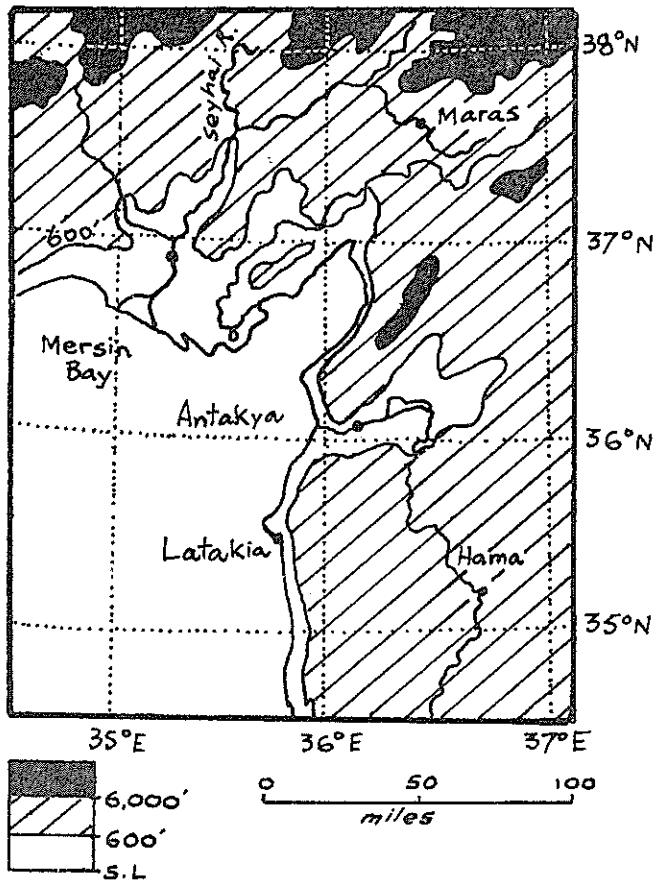 38°N
Seyhai
Maras
600'
37°N
Mersin
Bay
Antakya
36°N
Latakia
Hama
35°N
35°E 36°E 37°E
0 50 100
miles
6,000'
600'
S.L